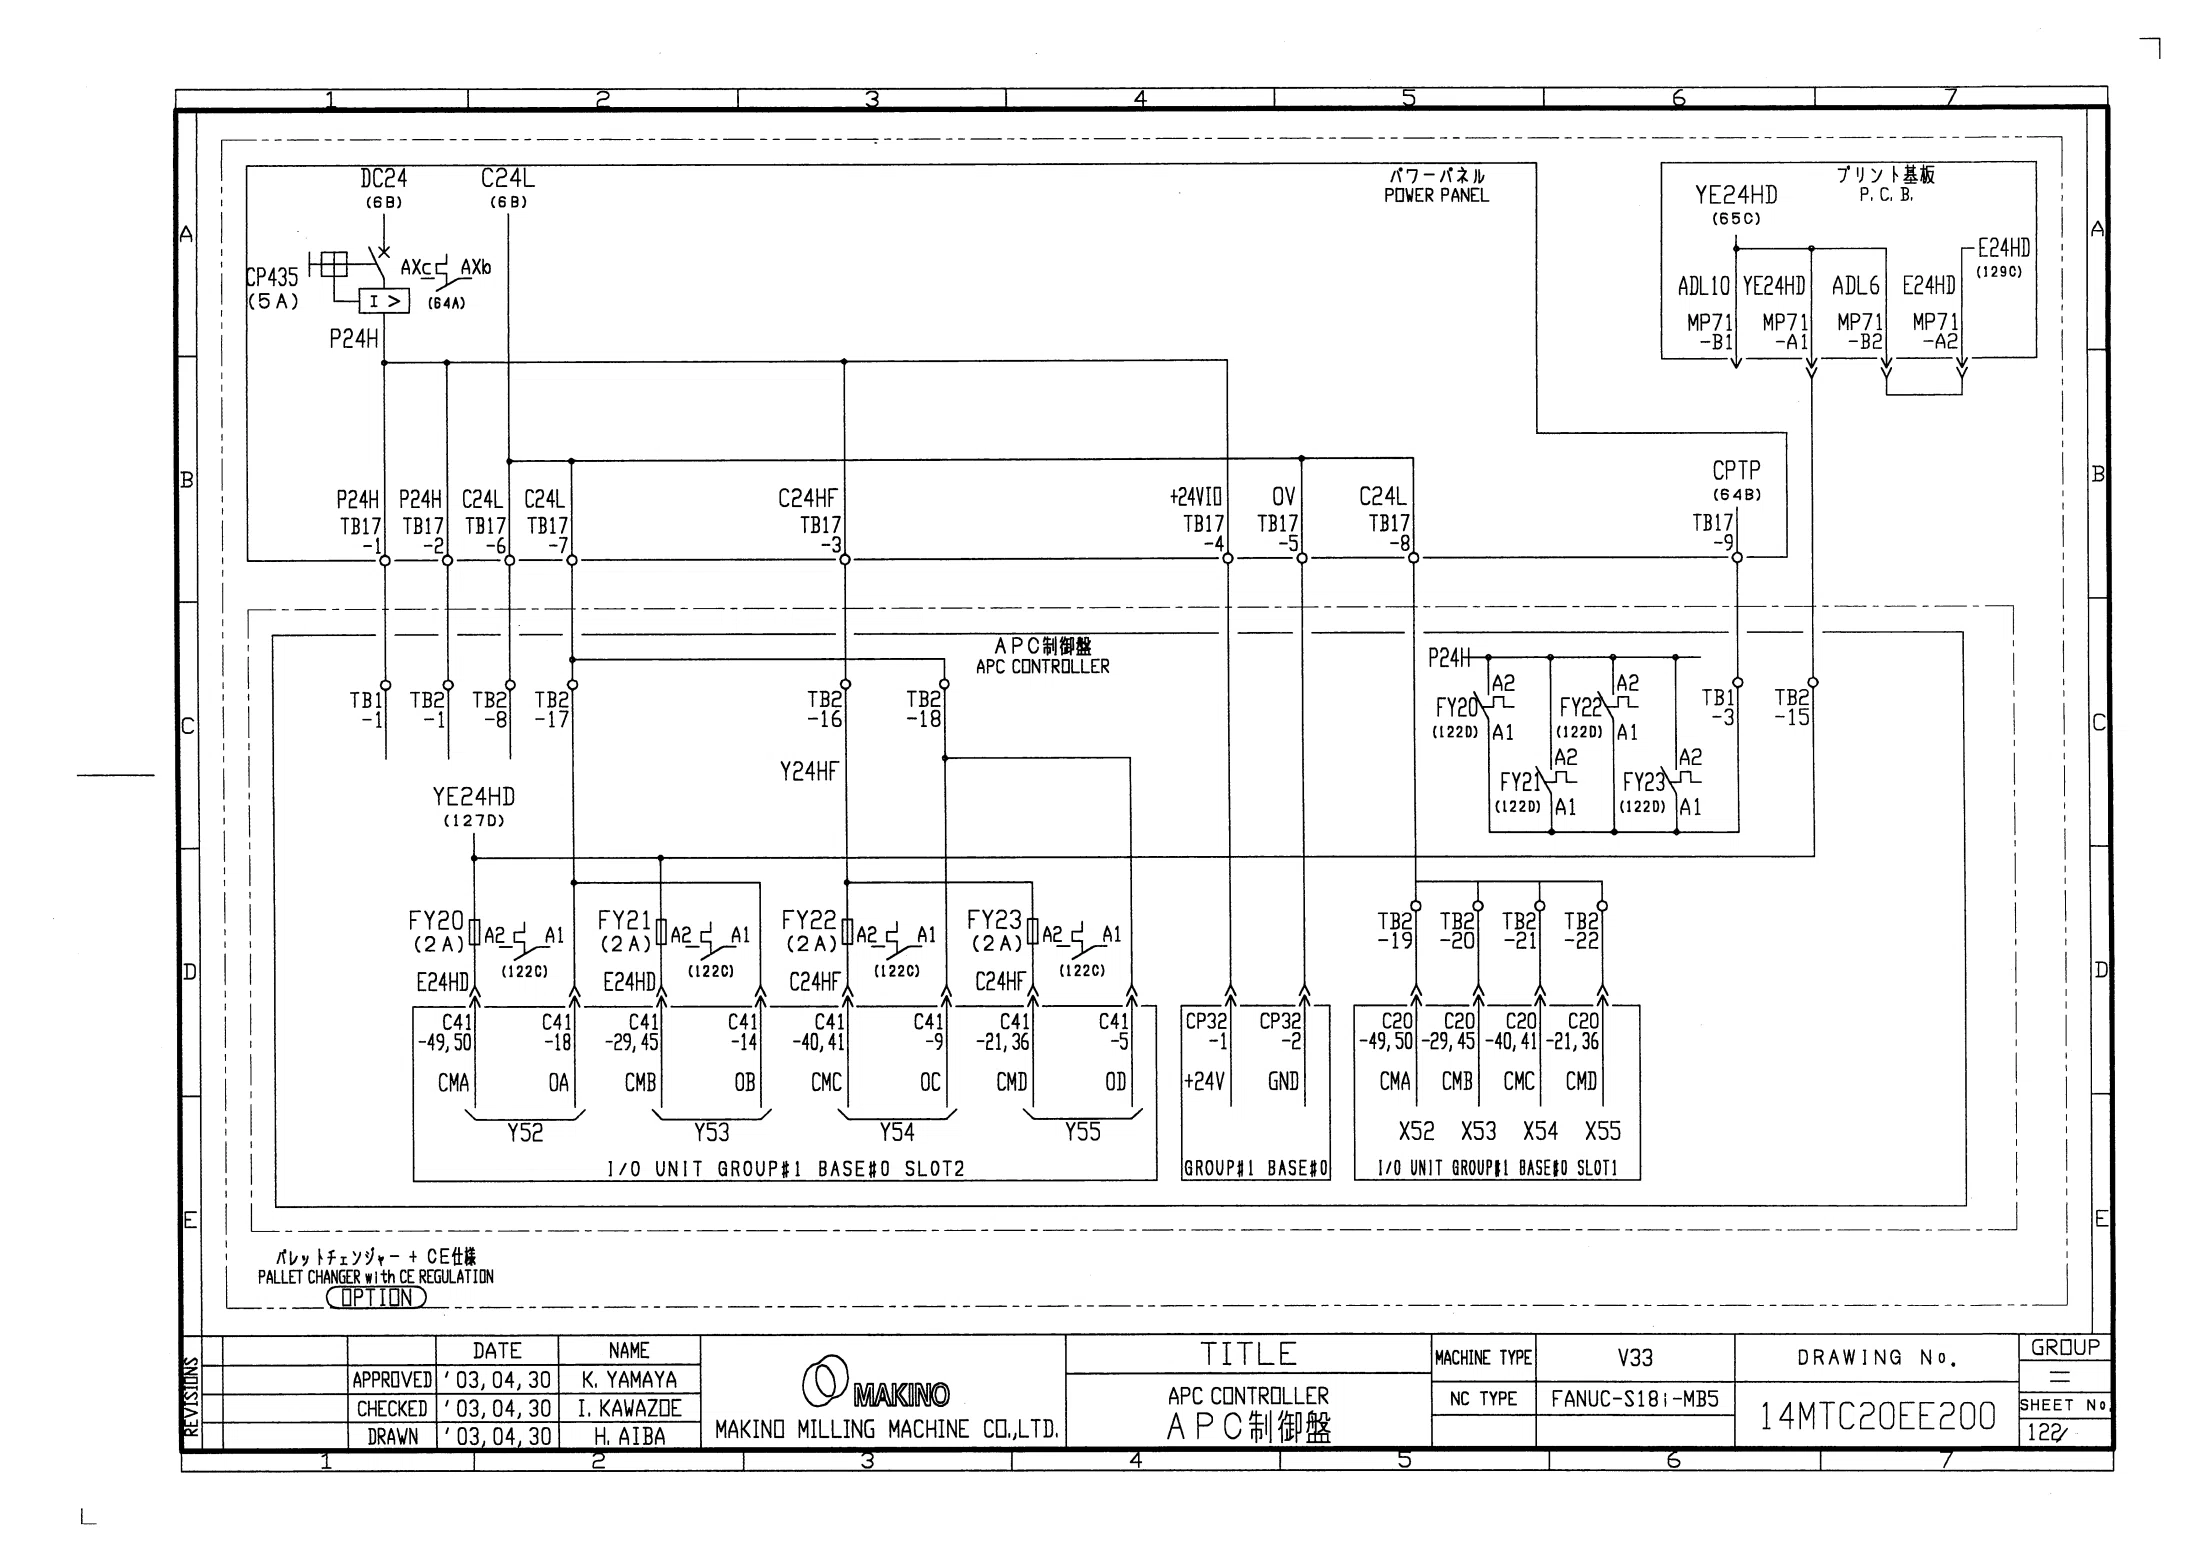 1 2 3 4 5 6 7
A
B
C
D
E
A
B
C
D
E
DC24
(6B)
C24L
(6B)
パワーパネル
POWER PANEL
CP435
(5A)
AXc AXb
(64A)
I >
P24H
プリント基板
P.C.B.
YE24HD
(65C)
E24HD
(129C)
ADL10 YE24HD ADL6 E24HD
MP71 MP71 MP71 MP71
-B1 -A1 -B2 -A2
P24H P24H C24L C24L C24HF +24VIO 0V C24L
TB17 TB17 TB17 TB17 TB17 TB17 TB17 TB17
-1 -2 -6 -7 -3 -4 -5 -8
CPTP
(64B)
TB17
-9
APC制御盤
APC CONTROLLER
TB1 TB2 TB2 TB2 TB2 TB2
-1 -1 -8 -17 -16 -18
Y24HF
YE24HD
(127D)
P24H
A2 A2
FY20 FY22
(122D) (122D)
A1 A1
A2 A2
FY21 FY23
(122D) (122D)
A1 A1
TB1 TB2
-3 -15
FY20 FY21 FY22 FY23
(2A) (2A) (2A) (2A)
A2 A1 A2 A1 A2 A1 A2 A1
(122C) (122C) (122C) (122C)
E24HD E24HD C24HF C24HF
TB2 TB2 TB2 TB2
-19 -20 -21 -22
C41 C41 C41 C41 C41 C41 C41 C41
-49,50 -18 -29,45 -14 -40,41 -9 -21,36 -5
CMA 0A CMB 0B CMC 0C CMD 0D
Y52 Y53 Y54 Y55
I/O UNIT GROUP#1 BASE#0 SLOT2
CP32 CP32
-1 -2
+24V GND
GROUP#1 BASE#0
C20 C20 C20 C20
-49,50 -29,45 -40,41 -21,36
CMA CMB CMC CMD
X52 X53 X54 X55
I/O UNIT GROUP#1 BASE#0 SLOT1
パレットチェンジャー + CE仕様
PALLET CHANGER with CE REGULATION
OPTION
REVISIONS
DATE NAME
APPROVED '03,04,30 K. YAMAYA
CHECKED '03,04,30 I. KAWAZOE
DRAWN '03,04,30 H. AIBA
MAKINO
MAKINO MILLING MACHINE CO.,LTD.
TITLE
APC CONTROLLER
APC制御盤
MACHINE TYPE V33
NC TYPE FANUC-S18i-MB5
DRAWING No.
14MTC20EE200
GROUP
=
SHEET No.
122/
1 2 3 4 5 6 7